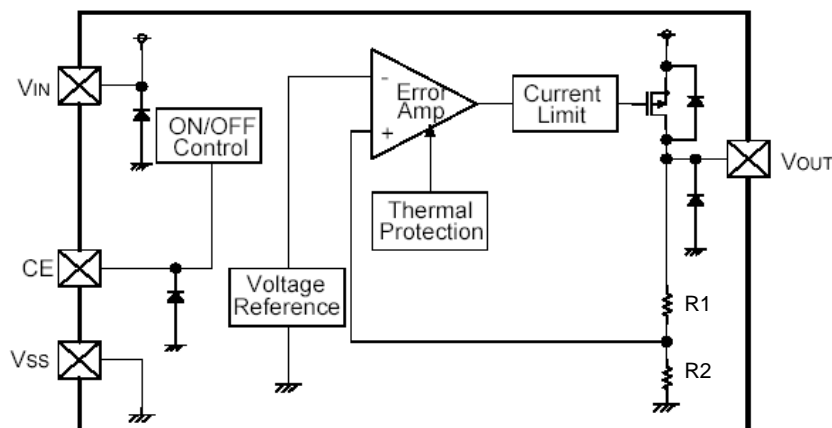 VIN
ON/OFF
Control
-
Error
Amp
+
Current
Limit
VOUT
Thermal
Protection
CE
Voltage
Reference
R1
VSS
R2